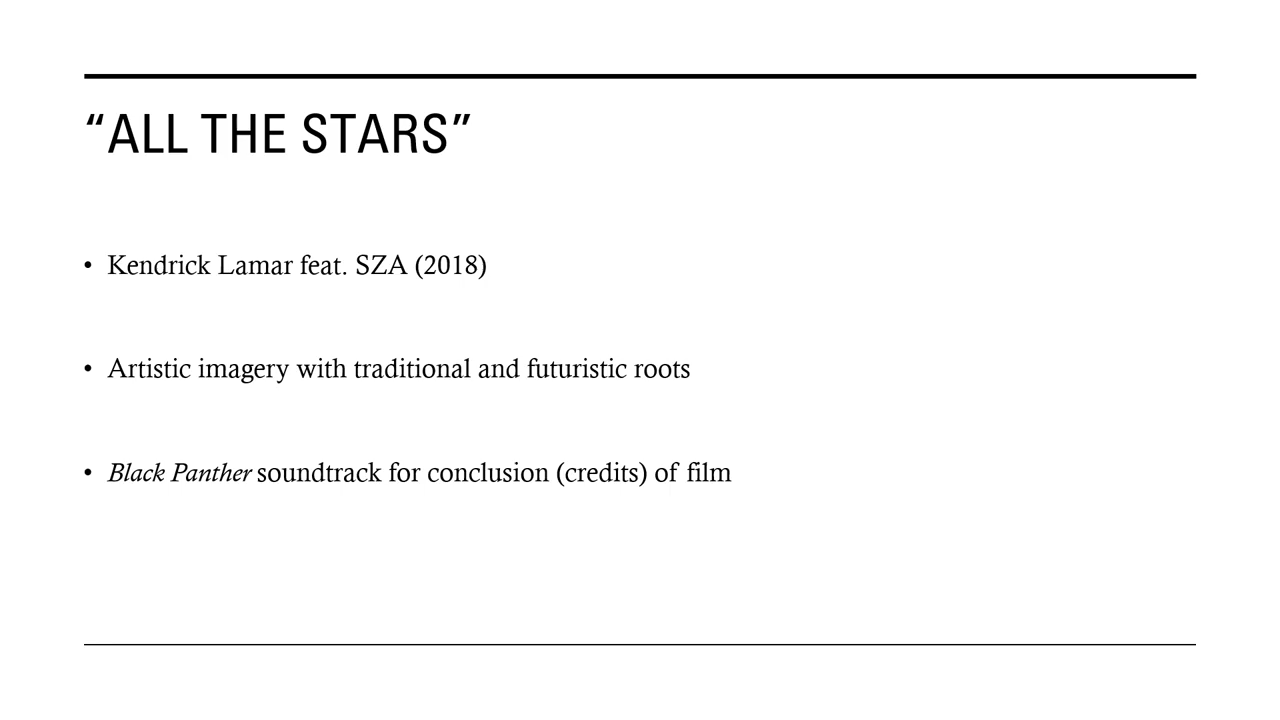 “ALL THE STARS”
• Kendrick Lamar feat. SZA (2018)
• Artistic imagery with traditional and futuristic roots
• Black Panther soundtrack for conclusion (credits) of film